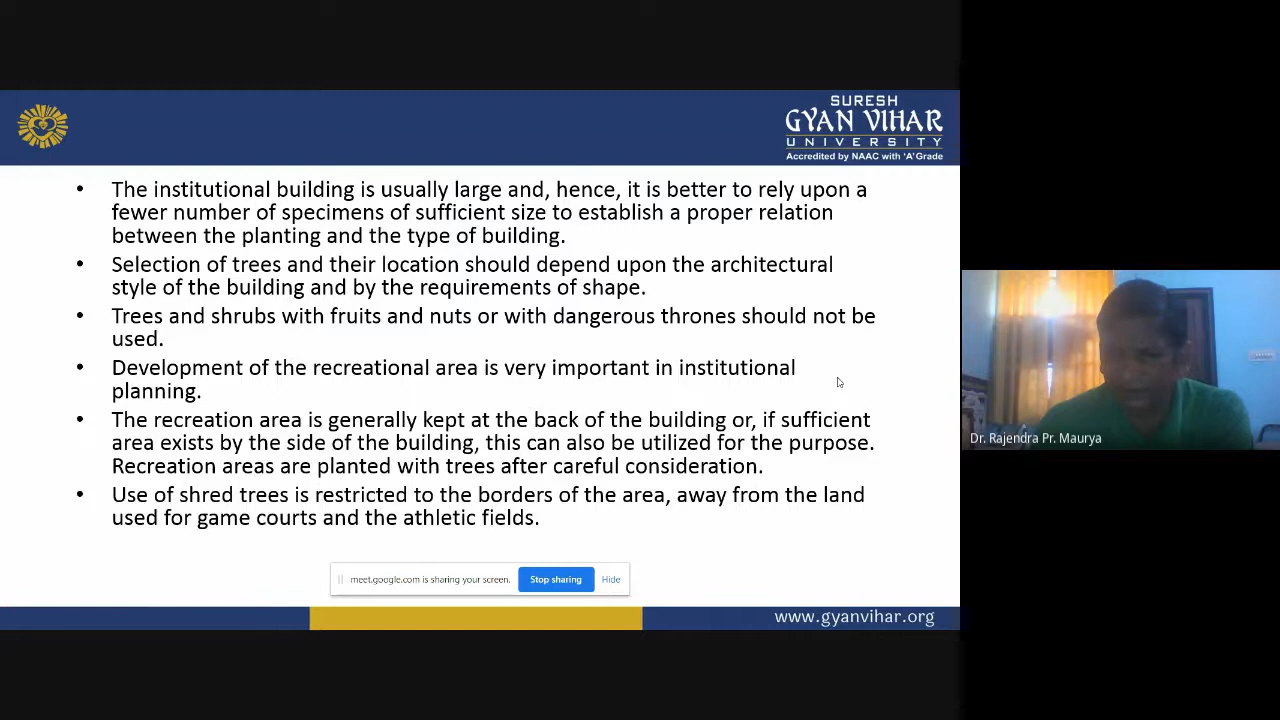 SURESH
GYAN VIHAR
UNIVERSITY
Accredited by NAAC with 'A' Grade
• The institutional building is usually large and, hence, it is better to rely upon a
fewer number of specimens of sufficient size to establish a proper relation
between the planting and the type of building.
• Selection of trees and their location should depend upon the architectural
style of the building and by the requirements of shape.
• Trees and shrubs with fruits and nuts or with dangerous thrones should not be
used.
• Development of the recreational area is very important in institutional
planning.
• The recreation area is generally kept at the back of the building or, if sufficient
area exists by the side of the building, this can also be utilized for the purpose.
Recreation areas are planted with trees after careful consideration.
• Use of shred trees is restricted to the borders of the area, away from the land
used for game courts and the athletic fields.
meet.google.com is sharing your screen. Stop sharing Hide
www.gyanvihar.org
Dr. Rajendra Pr. Maurya